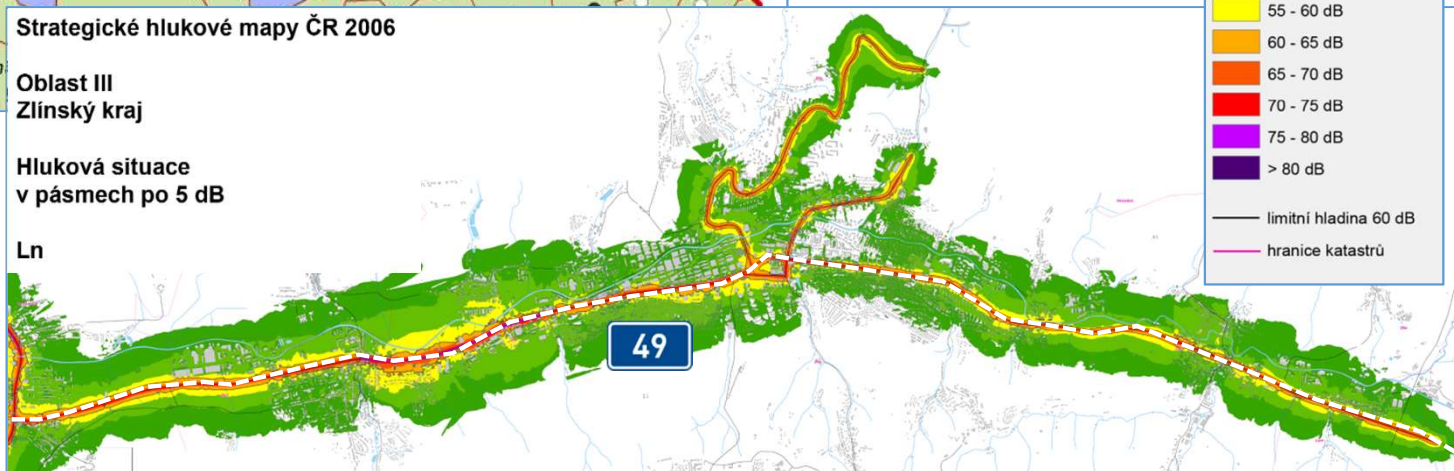 Strategické hlukové mapy ČR 2006
Oblast III
Zlínský kraj
Hluková situace
v pásmech po 5 dB
Ln
49
55 - 60 dB
60 - 65 dB
65 - 70 dB
70 - 75 dB
75 - 80 dB
> 80 dB
limitní hladina 60 dB
hranice katastrů